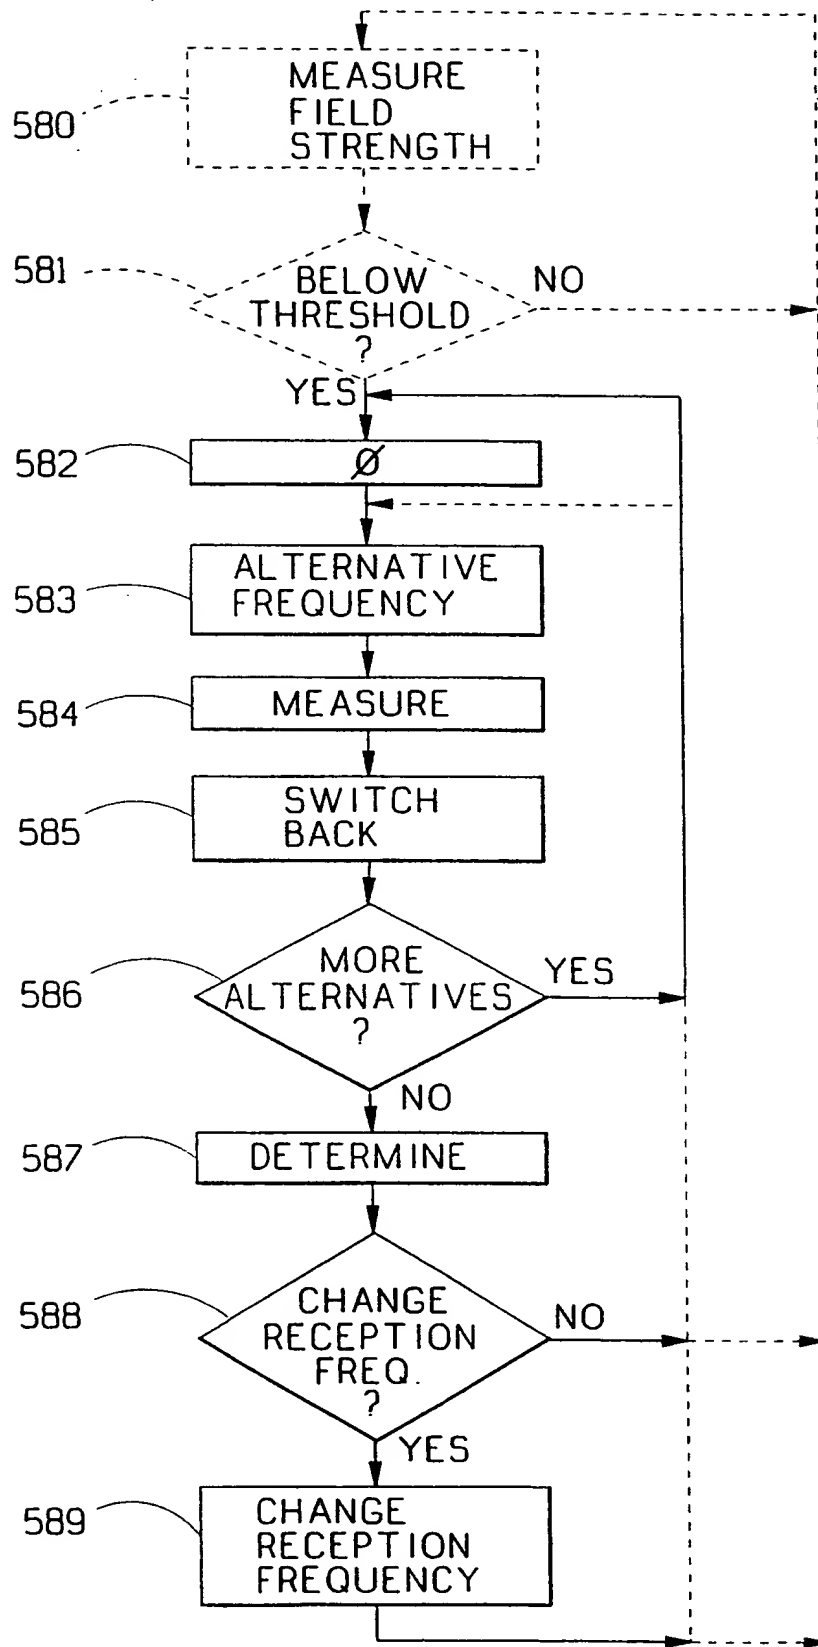 MEASURE
FIELD
STRENGTH
580
581
BELOW
THRESHOLD
?
NO
YES
582
Ø
583
ALTERNATIVE
FREQUENCY
584
MEASURE
585
SWITCH
BACK
586
MORE
ALTERNATIVES
?
YES
NO
587
DETERMINE
588
CHANGE
RECEPTION
FREQ.
?
NO
YES
589
CHANGE
RECEPTION
FREQUENCY